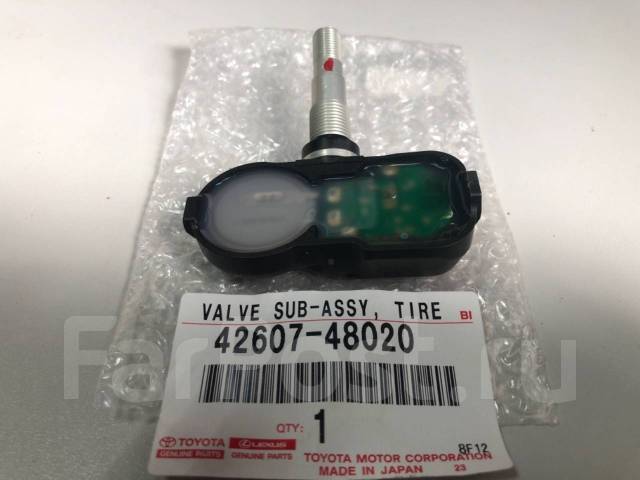 VALVE SUB-ASSY, TIRE BI
42607-48020
QTY: 1
TOYOTA LEXUS 8F12
GENUINE PARTS GENUINE PARTS TOYOTA MOTOR CORPORATION
MADE IN JAPAN 23
FarPost.ru